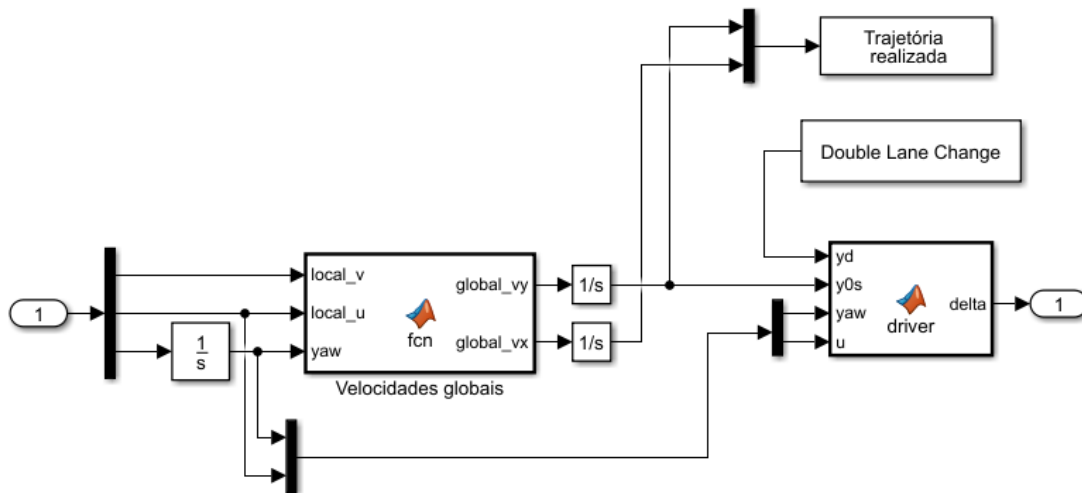 Trajetória
realizada
Double Lane Change
1
1
s
local_v
local_u
yaw
fcn
global_vy
global_vx
Velocidades globais
1/s
1/s
yd
y0s
yaw
u
driver
delta
1